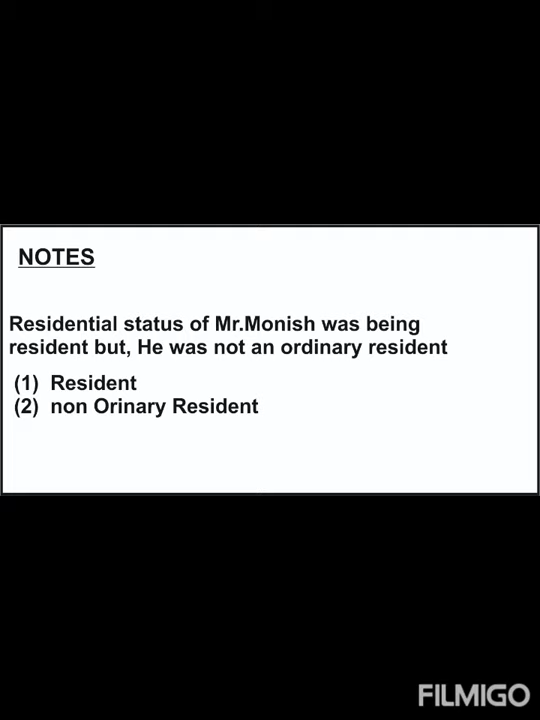 NOTES
Residential status of Mr.Monish was being
resident but, He was not an ordinary resident
(1) Resident
(2) non Orinary Resident
FILMIGO